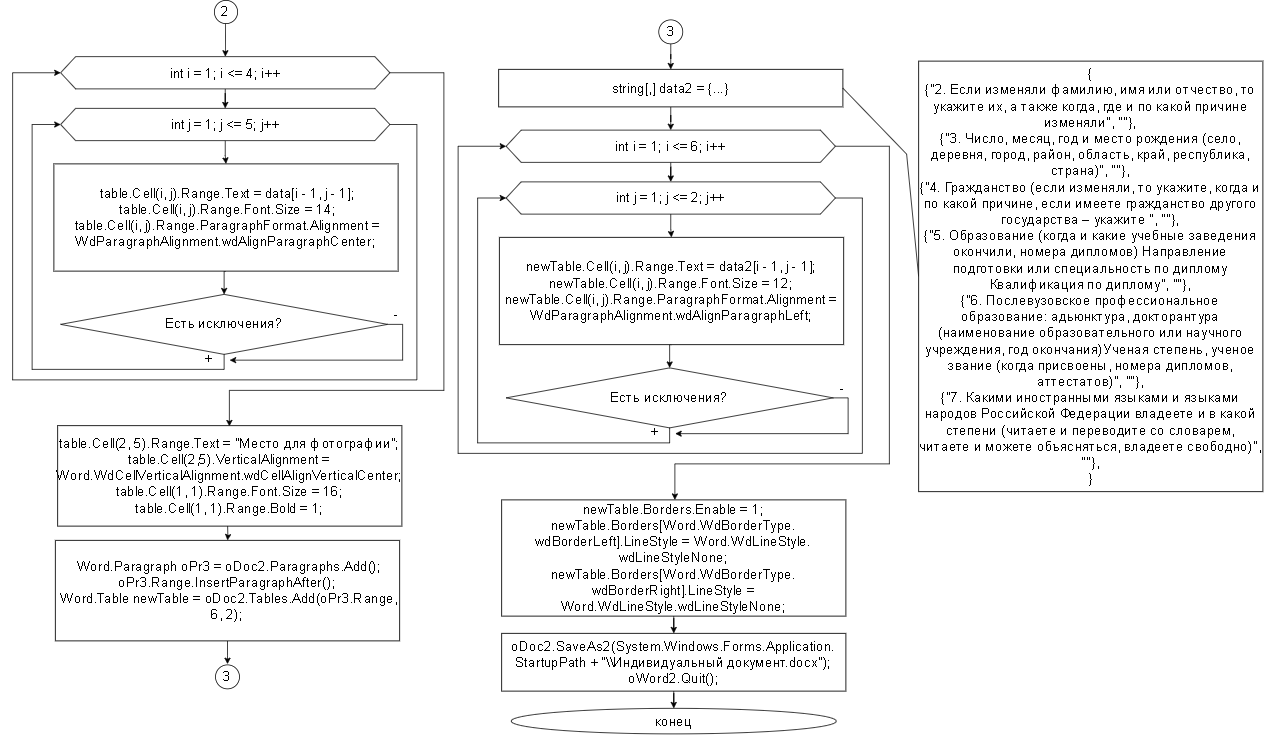 2
int i = 1; i <= 4; i++
int j = 1; j <= 5; j++
table.Cell(i, j).Range.Text = data[i - 1, j - 1];
table.Cell(i, j).Range.Font.Size = 14;
table.Cell(i, j).Range.ParagraphFormat.Alignment =
WdParagraphAlignment.wdAlignParagraphCenter;
Есть исключения?
-
+
table.Cell(2, 5).Range.Text = "Место для фотографии";
table.Cell(2,5).VerticalAlignment =
Word.WdCellVerticalAlignment.wdCellAlignVerticalCenter;
table.Cell(1, 1).Range.Font.Size = 16;
table.Cell(1, 1).Range.Bold = 1;
Word.Paragraph oPr3 = oDoc2.Paragraphs.Add();
oPr3.Range.InsertParagraphAfter();
Word.Table newTable = oDoc2.Tables.Add(oPr3.Range,
6, 2);
3
3
string[,] data2 = {...}
int i = 1; i <= 6; i++
int j = 1; j <= 2; j++
newTable.Cell(i, j).Range.Text = data2[i - 1, j - 1];
newTable.Cell(i, j).Range.Font.Size = 12;
newTable.Cell(i, j).Range.ParagraphFormat.Alignment =
WdParagraphAlignment.wdAlignParagraphLeft;
Есть исключения?
-
+
newTable.Borders.Enable = 1;
newTable.Borders[Word.WdBorderType.
wdBorderLeft].LineStyle = Word.WdLineStyle.
wdLineStyleNone;
newTable.Borders[Word.WdBorderType.
wdBorderRight].LineStyle =
Word.WdLineStyle.wdLineStyleNone;
oDoc2.SaveAs2(System.Windows.Forms.Application.
StartupPath + "\\Индивидуальный документ.docx");
oWord2.Quit();
конец
{
{"2. Если изменяли фамилию, имя или отчество, то
укажите их, а также когда, где и по какой причине
изменяли", ""},
{"3. Число, месяц, год и место рождения (село,
деревня, город, район, область, край, республика,
страна)", ""},
{"4. Гражданство (если изменяли, то укажите, когда и
по какой причине, если имеете гражданство другого
государства – укажите ", ""},
{"5. Образование (когда и какие учебные заведения
окончили, номера дипломов) Направление
подготовки или специальность по диплому
Квалификация по диплому", ""},
{"6. Послевузовское профессиональное
образование: адьюнктура, докторантура
(наименование образовательного или научного
учреждения, год окончания)Ученая степень, ученое
звание (когда присвоены, номера дипломов,
аттестатов)", ""},
{"7. Какими иностранными языками и языками
народов Российской Федерации владеете и в какой
степени (читаете и переводите со словарем,
читаете и можете объясняться, владеете свободно)",
""},
}